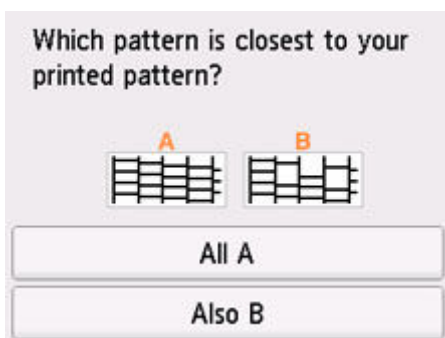 Which pattern is closest to your
printed pattern?
A B
All A
Also B